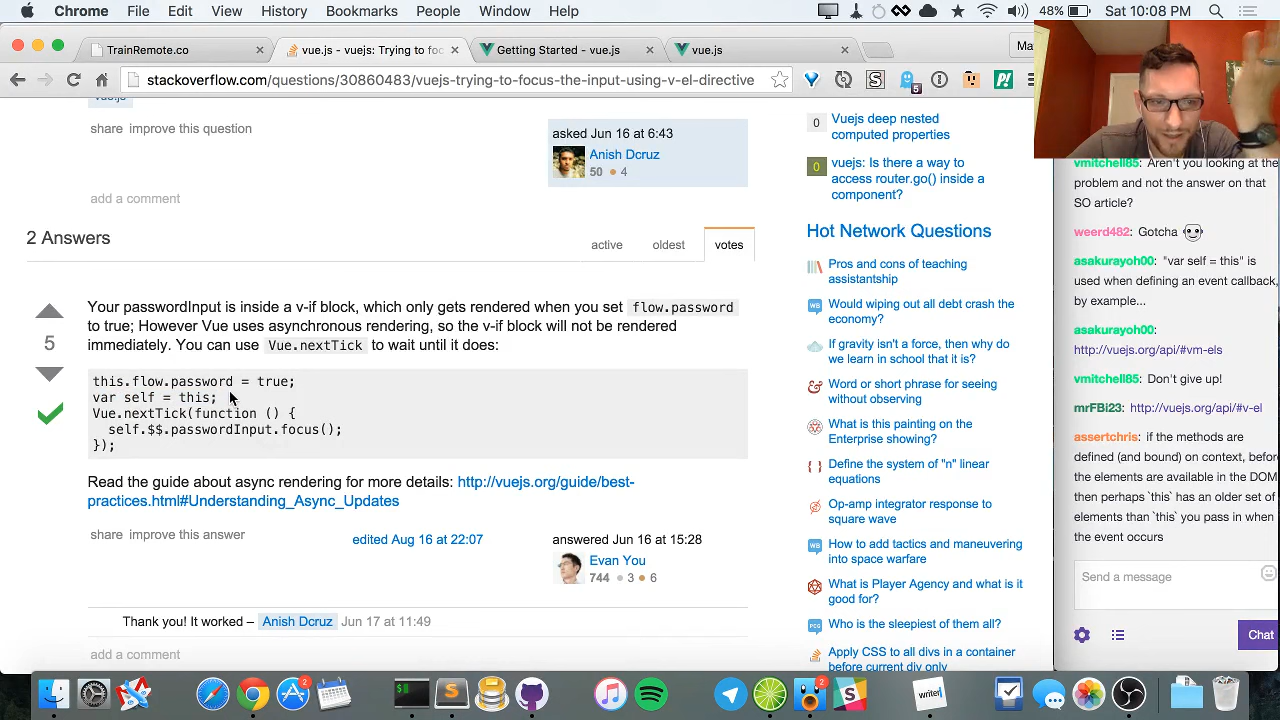 Chrome File Edit View History Bookmarks People Window Help
48% Sat 10:08 PM
TrainRemote.co
vue.js - vuejs: Trying to foc
Getting Started - vue.js
vue.js
stackoverflow.com/questions/30860483/vuejs-trying-to-focus-the-input-using-v-el-directive
5
share improve this question
asked Jun 16 at 6:43
Anish Dcruz
50 4
add a comment
2 Answers
active oldest votes
Your passwordInput is inside a v-if block, which only gets rendered when you set flow.password
to true; However Vue uses asynchronous rendering, so the v-if block will not be rendered
immediately. You can use Vue.nextTick to wait until it does:
5
this.flow.password = true;
var self = this;
Vue.nextTick(function () {
self.$$.passwordInput.focus();
});
Read the guide about async rendering for more details: http://vuejs.org/guide/best-
practices.html#Understanding_Async_Updates
share improve this answer
edited Aug 16 at 22:07
answered Jun 16 at 15:28
Evan You
744 3 6
Thank you! It worked – Anish Dcruz Jun 17 at 11:49
add a comment
0 Vuejs deep nested
computed properties
0 vuejs: Is there a way to
access router.go() inside a
component?
Hot Network Questions
Pros and cons of teaching
assistantship
Would wiping out all debt crash the
economy?
If gravity isn't a force, then why do
we learn in school that it is?
Word or short phrase for seeing
without observing
What is this painting on the
Enterprise showing?
Define the system of "n" linear
equations
Op-amp integrator response to
square wave
How to add tactics and maneuvering
into space warfare
What is Player Agency and what is it
good for?
Who is the sleepiest of them all?
Apply CSS to all divs in a container
before current div only
vmitchell85: Aren't you looking at the
problem and not the answer on that
SO article?
weerd482: Gotcha
asakurayoh00: "var self = this" is
used when defining an event callback,
by example...
asakurayoh00:
http://vuejs.org/api/#vm-els
vmitchell85: Don't give up!
mrFBi23: http://vuejs.org/api/#v-el
assertchris: if the methods are
defined (and bound) on context, before
the elements are available in the DOM
then perhaps `this` has an older set of
elements than `this` you pass in when
the event occurs
Send a message
Chat
writer